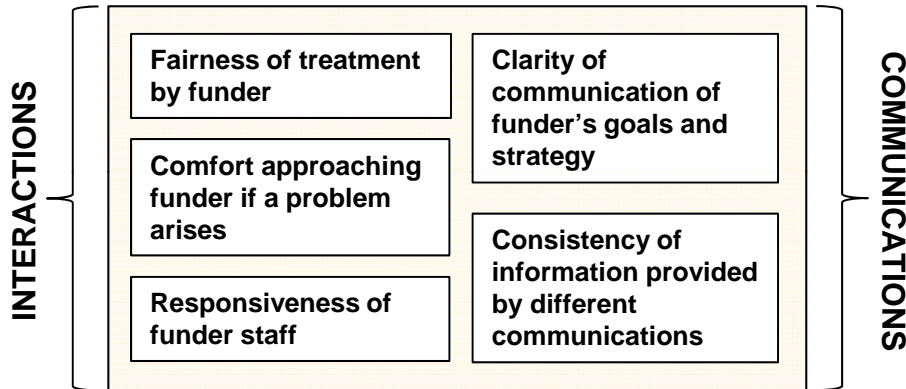 INTERACTIONS
Fairness of treatment
by funder
Comfort approaching
funder if a problem
arises
Responsiveness of
funder staff
Clarity of
communication of
funder’s goals and
strategy
Consistency of
information provided
by different
communications
COMMUNICATIONS